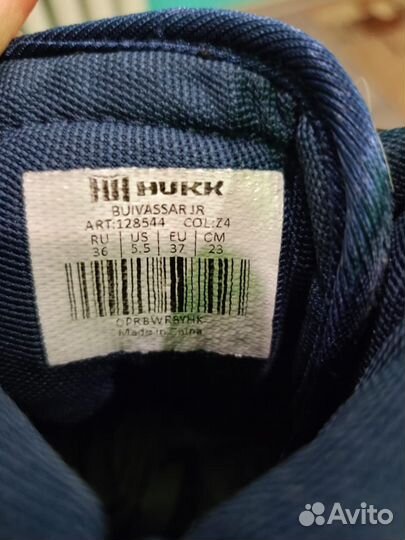 HUKK
BUIVASSAR JR
ART:128544 COL:Z4
RU US EU CM
36 5.5 37 23
OPRBWR8YHK
Made in China
Avito